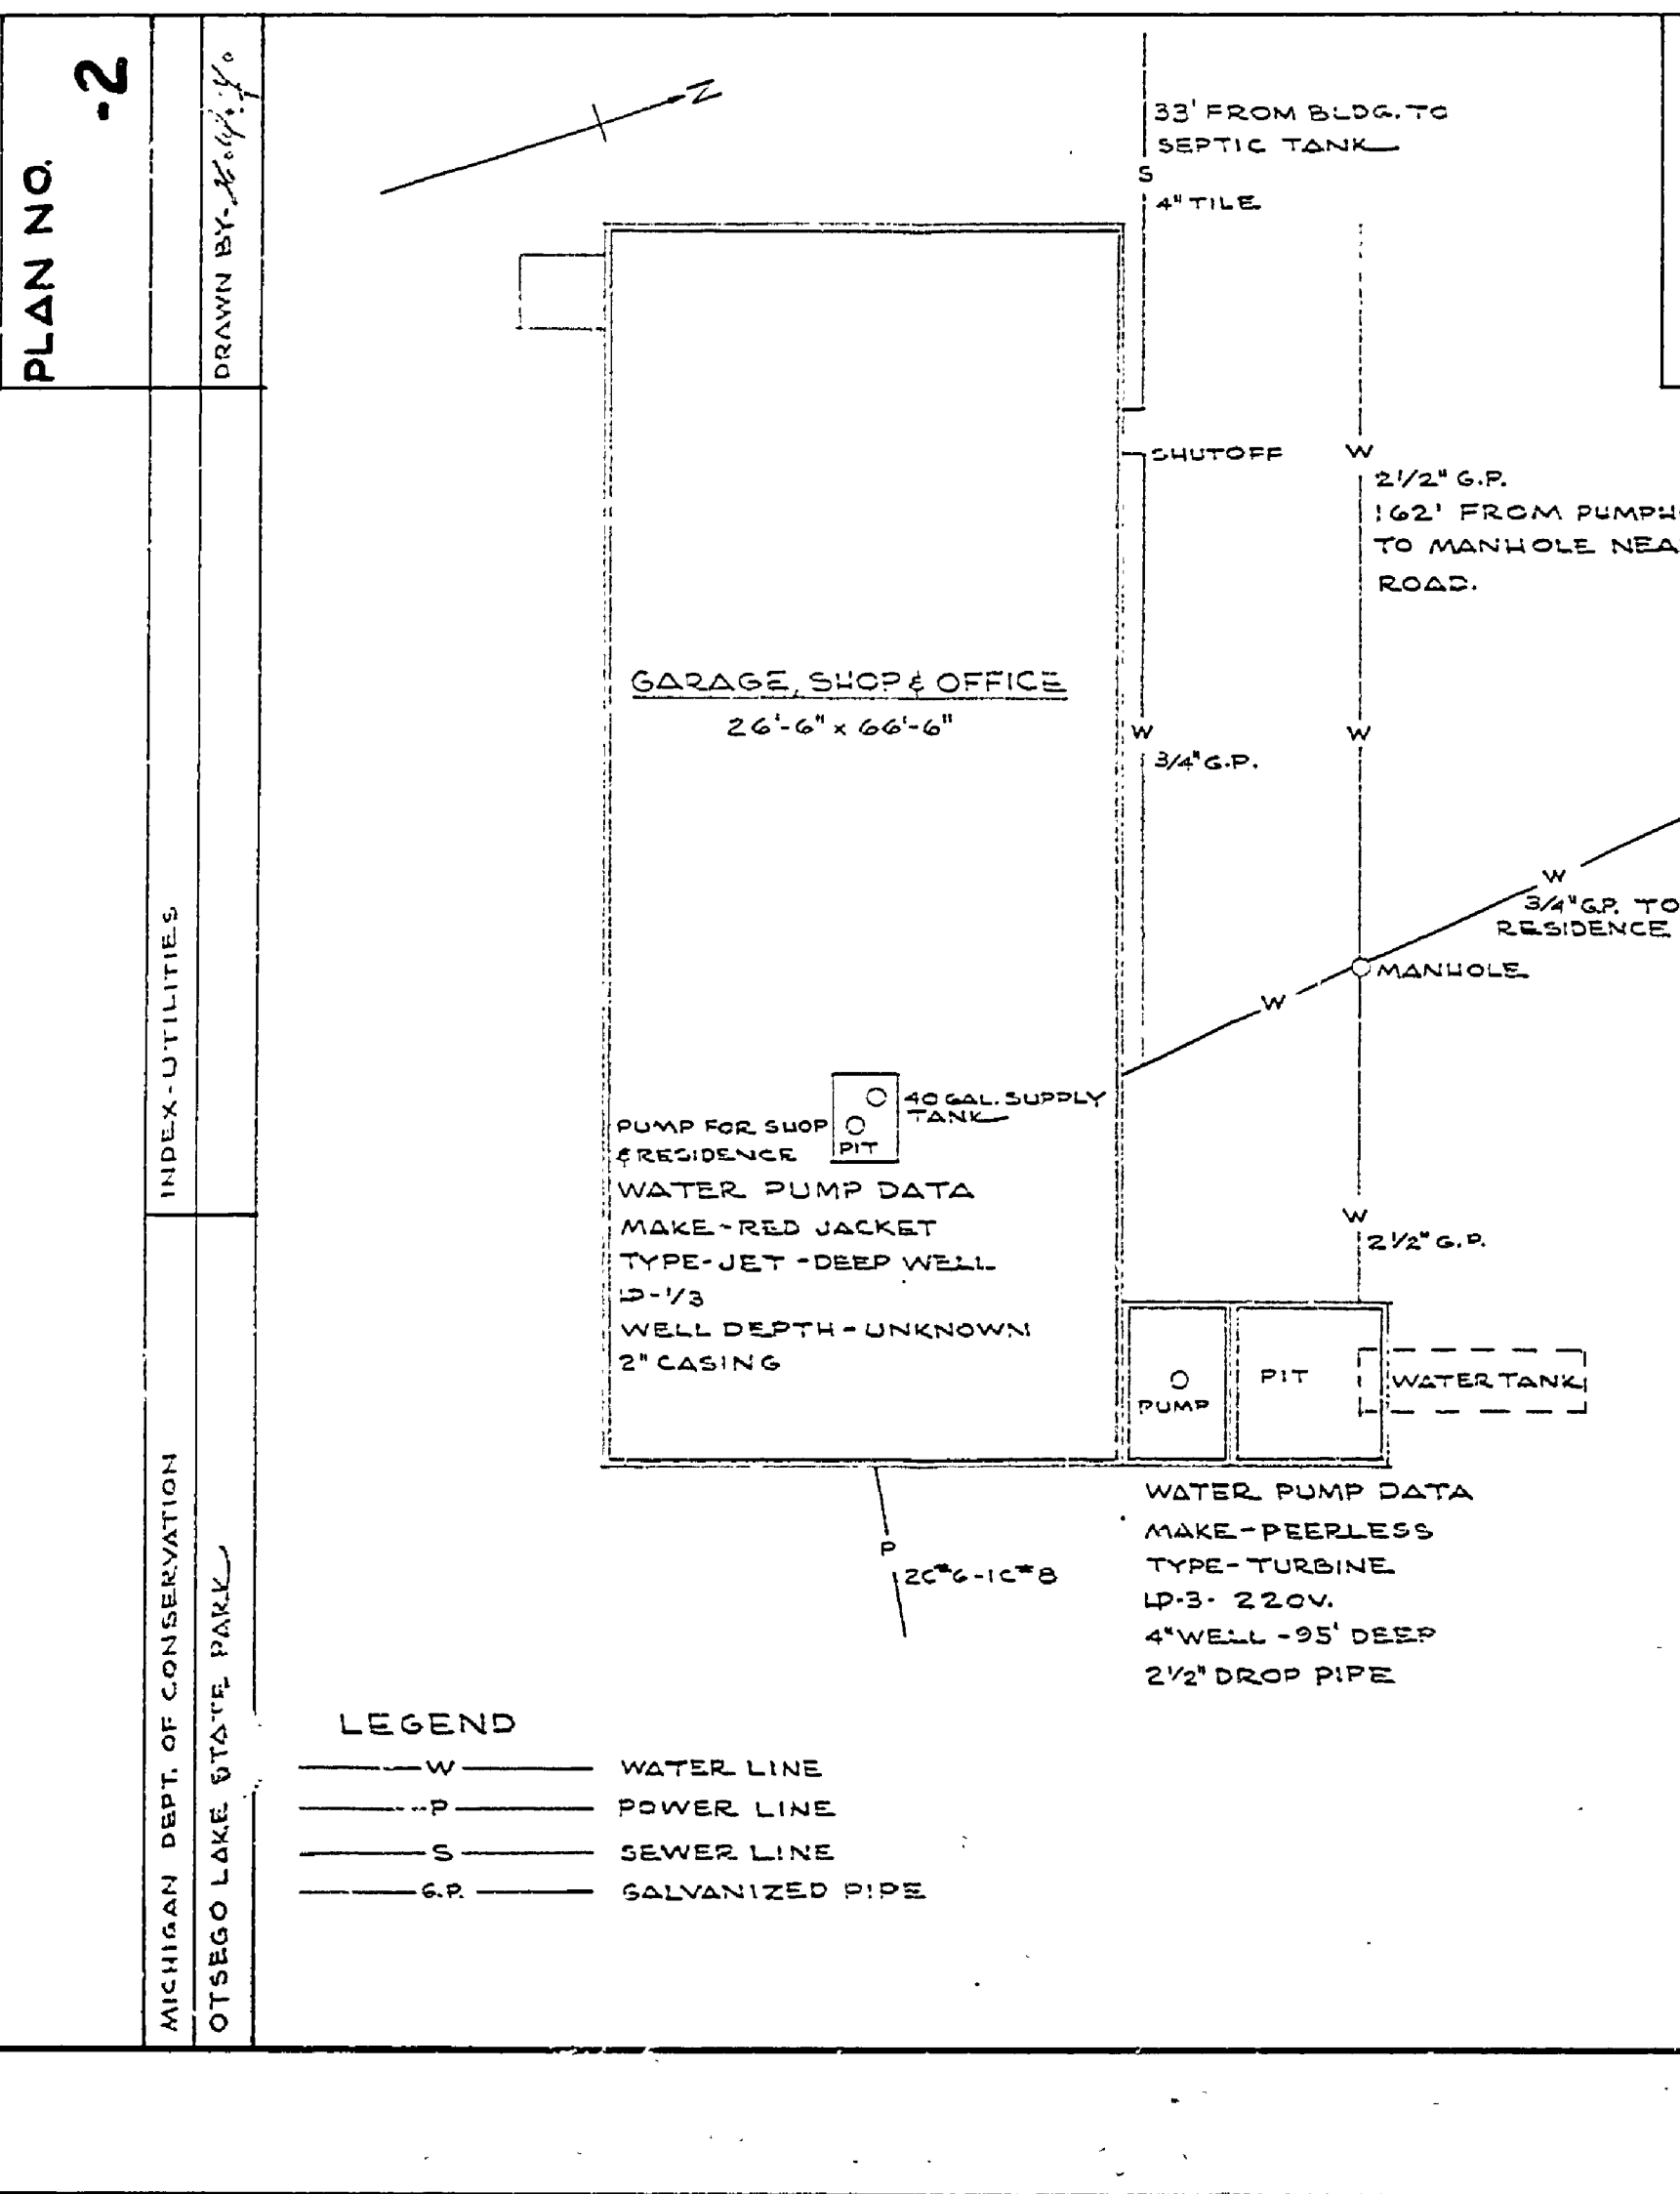 PLAN NO.
-2
DRAWN BY-
INDEX-UTILITIES
MICHIGAN DEPT. OF CONSERVATION
OTSEGO LAKE STATE PARK
N
33' FROM BLDG. TO
SEPTIC TANK
S
4" TILE
SHUTOFF
W
2 1/2" G.P.
162' FROM PUMPH
TO MANHOLE NEA
ROAD.
GARAGE, SHOP & OFFICE
26'-6" x 66'-6"
W
3/4" G.P.
W
W
3/4" G.P. TO
RESIDENCE
MANHOLE
W
40 GAL. SUPPLY
TANK
PUMP FOR SHOP
& RESIDENCE
PIT
WATER PUMP DATA
MAKE-RED JACKET
TYPE-JET-DEEP WELL
HP-1/3
WELL DEPTH-UNKNOWN
2" CASING
W
2 1/2" G.P.
PUMP
PIT
WATER TANK
WATER PUMP DATA
MAKE-PEERLESS
TYPE-TURBINE
HP-3- 220V.
4" WELL -95' DEEP
2 1/2" DROP PIPE
P
2C#6-1C#8
LEGEND
W WATER LINE
P POWER LINE
S SEWER LINE
G.P. GALVANIZED PIPE